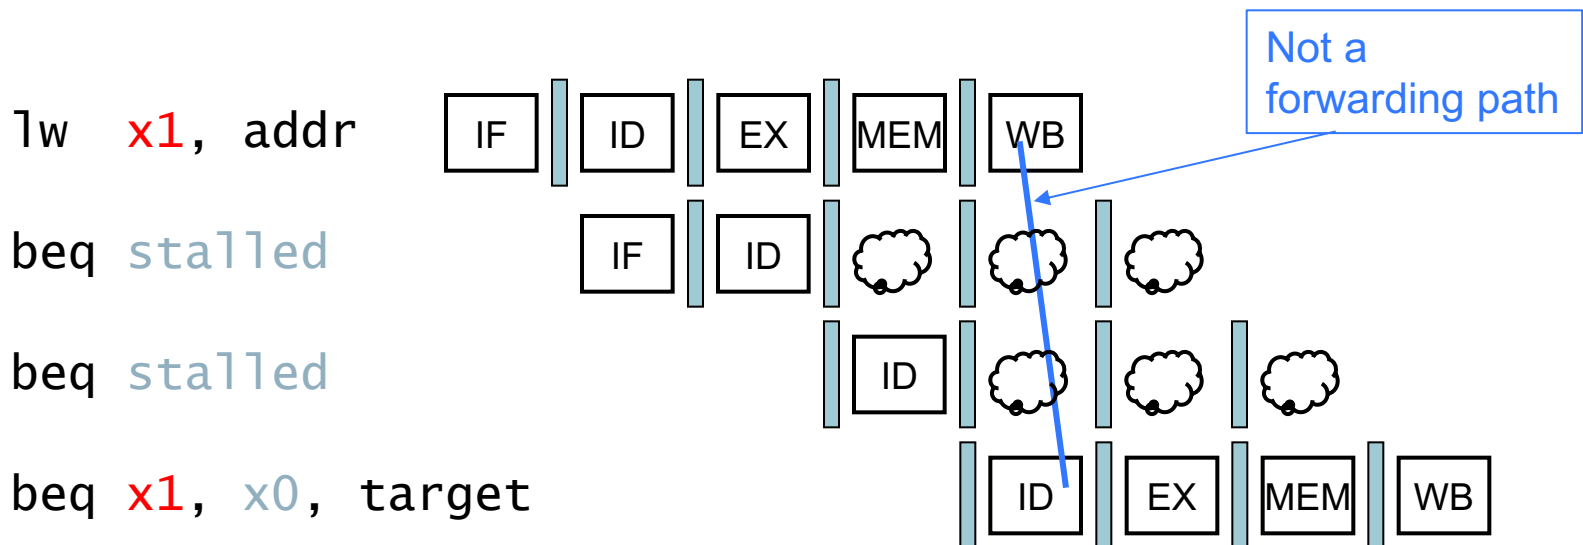 Not a
forwarding path
lw x1, addr IF ID EX MEM WB
beq stalled IF ID
beq stalled ID
beq x1, x0, target ID EX MEM WB